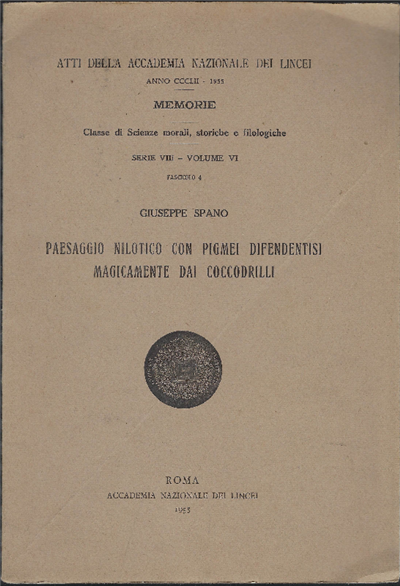 ATTI DELLA ACCADEMIA NAZIONALE DEI LINCEI
ANNO CCCLII - 1955
MEMORIE
Classe di Scienze morali, storiche e filologiche
SERIE VIII - VOLUME VI
FASCICOLO 4
GIUSEPPE SPANO
PAESAGGIO NILOTICO CON PIGMEI DIFENDENTISI
MAGICAMENTE DAI COCCODRILLI
ROMA
ACCADEMIA NAZIONALE DEI LINCEI
1955